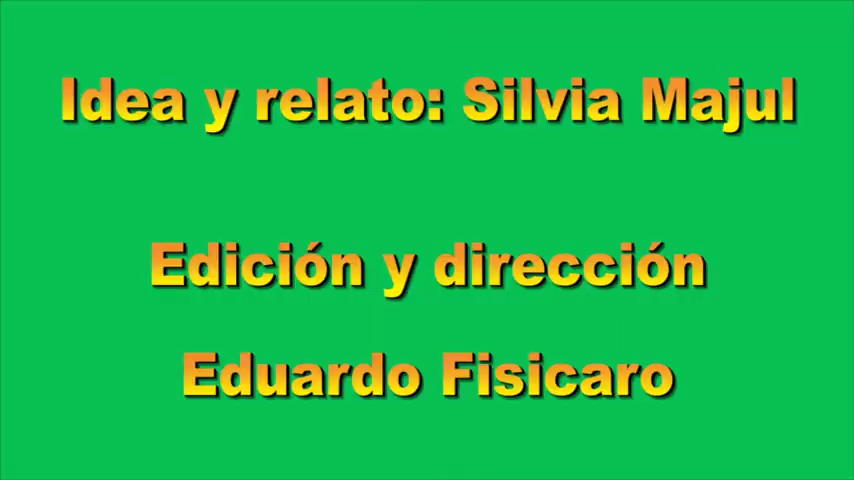 Idea y relato: Silvia Majul
Edición y dirección
Eduardo Fisicaro